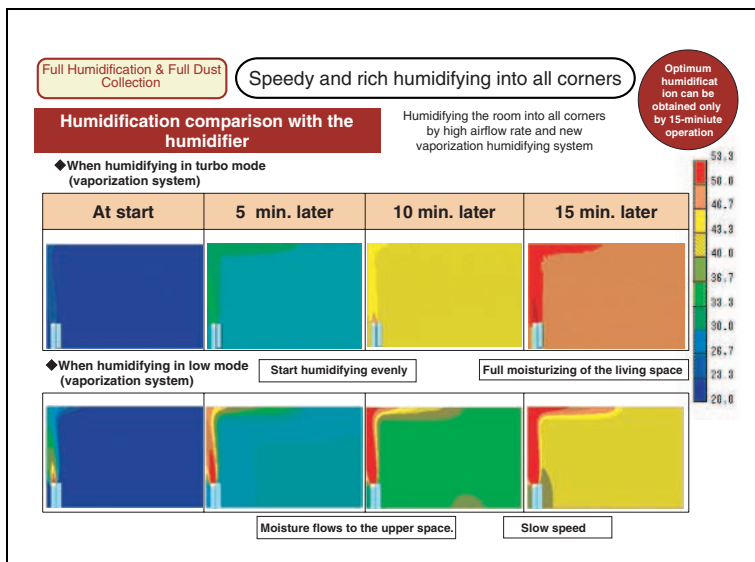 Full Humidification & Full Dust
Collection
Speedy and rich humidifying into all corners
Optimum
humidificat
ion can be
obtained only
by 15-miniute
operation
Humidification comparison with the
humidifier
Humidifying the room into all corners
by high airflow rate and new
vaporization humidifying system
◆When humidifying in turbo mode
(vaporization system)
At start
5 min. later
10 min. later
15 min. later
53.3
50.0
46.7
43.3
40.0
36.7
33.3
30.0
26.7
23.3
20.0
◆When humidifying in low mode
(vaporization system)
Start humidifying evenly
Full moisturizing of the living space
Moisture flows to the upper space.
Slow speed